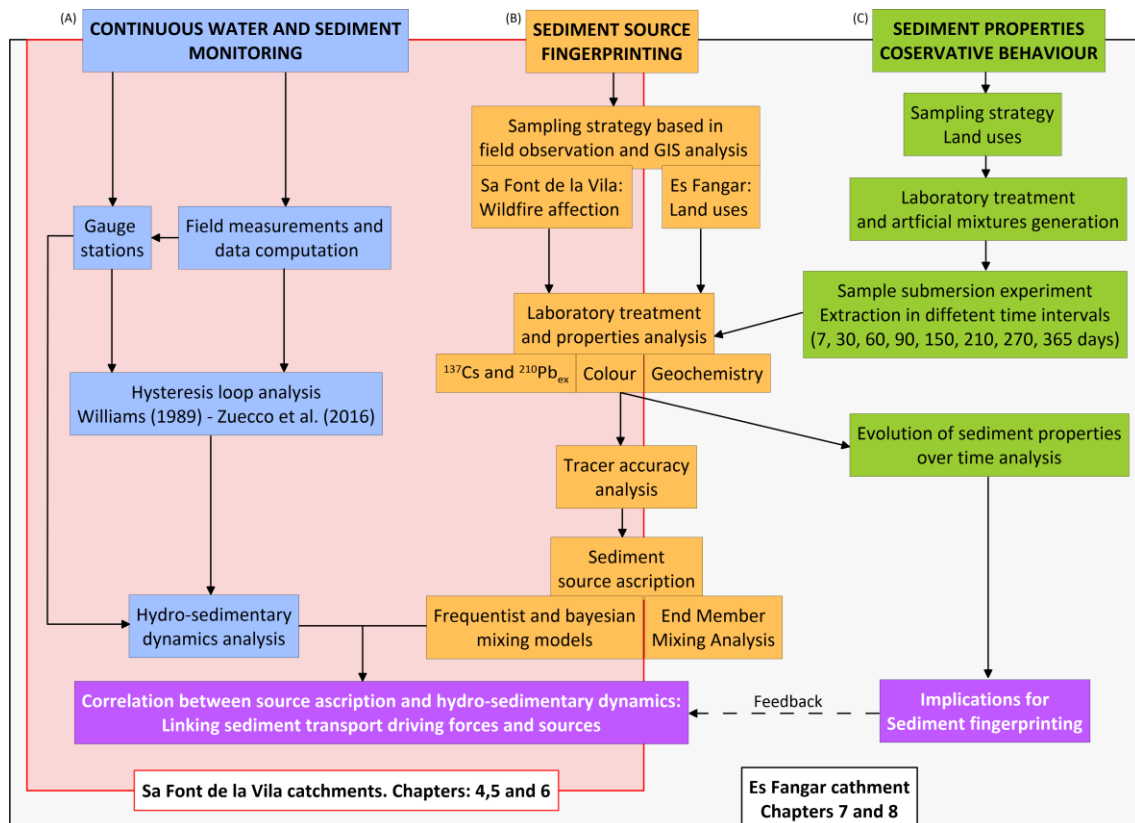 (A)
CONTINUOUS WATER AND SEDIMENT
MONITORING
Gauge
stations
Field measurements and
data computation
Hysteresis loop analysis
Williams (1989) - Zuecco et al. (2016)
Hydro-sedimentary
dynamics analysis
(B)
SEDIMENT SOURCE
FINGERPRINTING
Sampling strategy based in
field observation and GIS analysis
Sa Font de la Vila:
Wildfire affection
Es Fangar:
Land uses
Laboratory treatment
and properties analysis
¹³⁷Cs and ²¹⁰Pbₑₓ
Colour
Geochemistry
Tracer accuracy
analysis
Sediment
source ascription
Frequentist and bayesian
mixing models
End Member
Mixing Analysis
(C)
SEDIMENT PROPERTIES
COSERVATIVE BEHAVIOUR
Sampling strategy
Land uses
Laboratory treatment
and artficial mixtures generation
Sample submersion experiment
Extraction in diffetent time intervals
(7, 30, 60, 90, 150, 210, 270, 365 days)
Evolution of sediment properties
over time analysis
Correlation between source ascription and hydro-sedimentary dynamics:
Linking sediment transport driving forces and sources
Feedback
Implications for
Sediment fingerprinting
Sa Font de la Vila catchments. Chapters: 4,5 and 6
Es Fangar cathment
Chapters 7 and 8